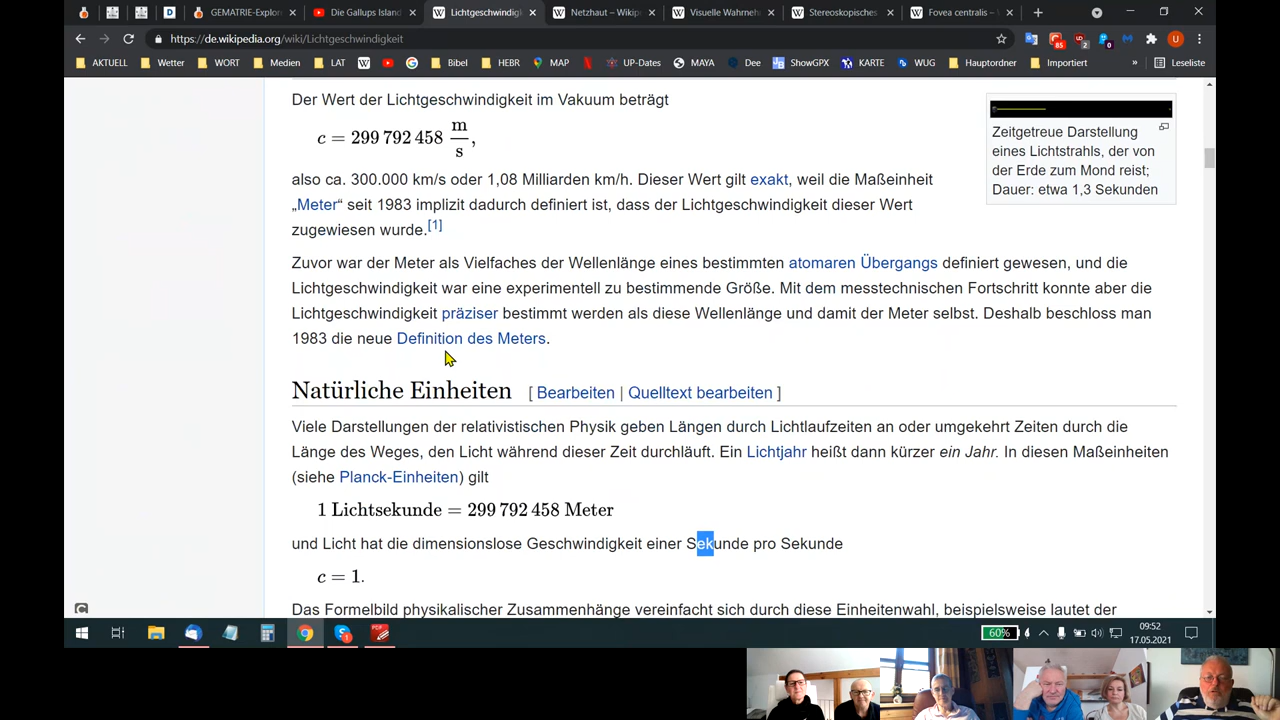 GEMATRIE-Explor
Die Gallups Island
Lichtgeschwindigk
Netzhaut – Wikip
Visuelle Wahrneh
Stereoskopisches
Fovea centralis – W
https://de.wikipedia.org/wiki/Lichtgeschwindigkeit
85
2
0
U
AKTUELL
Wetter
WORT
Medien
LAT
Bibel
HEBR
MAP
UP-Dates
MAYA
Dee
ShowGPX
KARTE
WUG
Hauptordner
Importiert
»
Leseliste
Der Wert der Lichtgeschwindigkeit im Vakuum beträgt
c = 299 792 458 m/s,
also ca. 300.000 km/s oder 1,08 Milliarden km/h. Dieser Wert gilt exakt, weil die Maßeinheit
„Meter“ seit 1983 implizit dadurch definiert ist, dass der Lichtgeschwindigkeit dieser Wert
zugewiesen wurde.[1]
Zeitgetreue Darstellung
eines Lichtstrahls, der von
der Erde zum Mond reist;
Dauer: etwa 1,3 Sekunden
Zuvor war der Meter als Vielfaches der Wellenlänge eines bestimmten atomaren Übergangs definiert gewesen, und die
Lichtgeschwindigkeit war eine experimentell zu bestimmende Größe. Mit dem messtechnischen Fortschritt konnte aber die
Lichtgeschwindigkeit präziser bestimmt werden als diese Wellenlänge und damit der Meter selbst. Deshalb beschloss man
1983 die neue Definition des Meters.
Natürliche Einheiten [ Bearbeiten | Quelltext bearbeiten ]
Viele Darstellungen der relativistischen Physik geben Längen durch Lichtlaufzeiten an oder umgekehrt Zeiten durch die
Länge des Weges, den Licht während dieser Zeit durchläuft. Ein Lichtjahr heißt dann kürzer ein Jahr. In diesen Maßeinheiten
(siehe Planck-Einheiten) gilt
1 Lichtsekunde = 299 792 458 Meter
und Licht hat die dimensionslose Geschwindigkeit einer Sekunde pro Sekunde
c = 1.
Das Formelbild physikalischer Zusammenhänge vereinfacht sich durch diese Einheitenwahl, beispielsweise lautet der
60%
09:52
17.05.2021